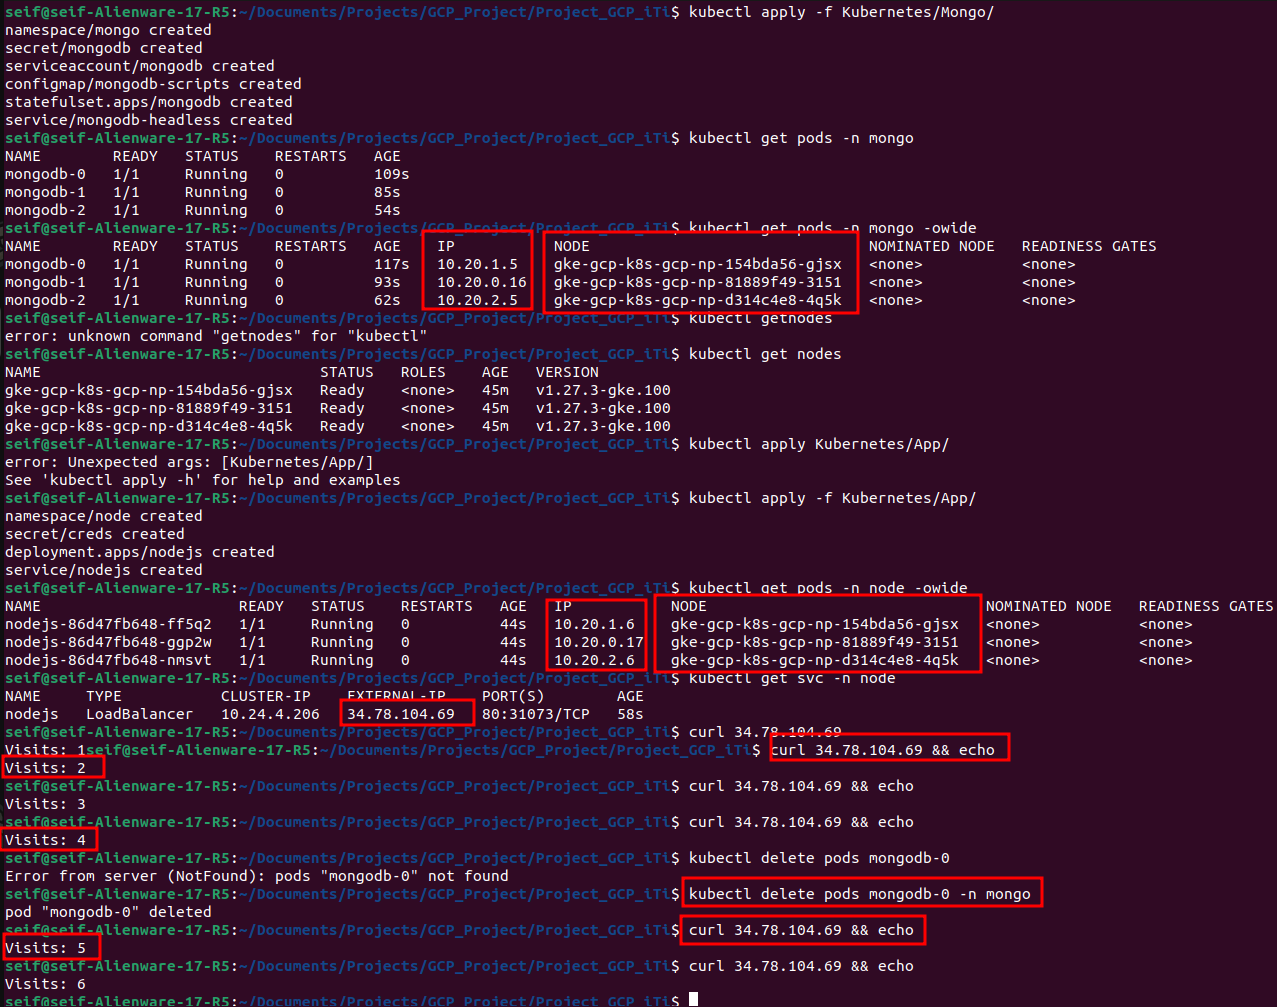 seif@seif-Alienware-17-R5:~/Documents/Projects/GCP_Project/Project_GCP_iTi$ kubectl apply -f Kubernetes/Mongo/
namespace/mongo created
secret/mongodb created
serviceaccount/mongodb created
configmap/mongodb-scripts created
statefulset.apps/mongodb created
service/mongodb-headless created
seif@seif-Alienware-17-R5:~/Documents/Projects/GCP_Project/Project_GCP_iTi$ kubectl get pods -n mongo
NAME        READY   STATUS    RESTARTS   AGE
mongodb-0   1/1     Running   0          109s
mongodb-1   1/1     Running   0          85s
mongodb-2   1/1     Running   0          54s
seif@seif-Alienware-17-R5:~/Documents/Projects/GCP_Project/Project_GCP_iTi$ kubectl get pods -n mongo -owide
NAME        READY   STATUS    RESTARTS   AGE    IP           NODE                               NOMINATED NODE   READINESS GATES
mongodb-0   1/1     Running   0          117s   10.20.1.5    gke-gcp-k8s-gcp-np-154bda56-gjsx   <none>           <none>
mongodb-1   1/1     Running   0          93s    10.20.0.16   gke-gcp-k8s-gcp-np-81889f49-3151   <none>           <none>
mongodb-2   1/1     Running   0          62s    10.20.2.5    gke-gcp-k8s-gcp-np-d314c4e8-4q5k   <none>           <none>
seif@seif-Alienware-17-R5:~/Documents/Projects/GCP_Project/Project_GCP_iTi$ kubectl getnodes
error: unknown command "getnodes" for "kubectl"
seif@seif-Alienware-17-R5:~/Documents/Projects/GCP_Project/Project_GCP_iTi$ kubectl get nodes
NAME                               STATUS   ROLES    AGE   VERSION
gke-gcp-k8s-gcp-np-154bda56-gjsx   Ready    <none>   45m   v1.27.3-gke.100
gke-gcp-k8s-gcp-np-81889f49-3151   Ready    <none>   45m   v1.27.3-gke.100
gke-gcp-k8s-gcp-np-d314c4e8-4q5k   Ready    <none>   45m   v1.27.3-gke.100
seif@seif-Alienware-17-R5:~/Documents/Projects/GCP_Project/Project_GCP_iTi$ kubectl apply Kubernetes/App/
error: Unexpected args: [Kubernetes/App/]
See 'kubectl apply -h' for help and examples
seif@seif-Alienware-17-R5:~/Documents/Projects/GCP_Project/Project_GCP_iTi$ kubectl apply -f Kubernetes/App/
namespace/node created
secret/creds created
deployment.apps/nodejs created
service/nodejs created
seif@seif-Alienware-17-R5:~/Documents/Projects/GCP_Project/Project_GCP_iTi$ kubectl get pods -n node -owide
NAME                      READY   STATUS    RESTARTS   AGE   IP           NODE                               NOMINATED NODE   READINESS GATES
nodejs-86d47fb648-ff5q2   1/1     Running   0          44s   10.20.1.6    gke-gcp-k8s-gcp-np-154bda56-gjsx   <none>           <none>
nodejs-86d47fb648-ggp2w   1/1     Running   0          44s   10.20.0.17   gke-gcp-k8s-gcp-np-81889f49-3151   <none>           <none>
nodejs-86d47fb648-nmsvt   1/1     Running   0          44s   10.20.2.6    gke-gcp-k8s-gcp-np-d314c4e8-4q5k   <none>           <none>
seif@seif-Alienware-17-R5:~/Documents/Projects/GCP_Project/Project_GCP_iTi$ kubectl get svc -n node
NAME     TYPE           CLUSTER-IP    EXTERNAL-IP    PORT(S)        AGE
nodejs   LoadBalancer   10.24.4.206   34.78.104.69   80:31073/TCP   58s
seif@seif-Alienware-17-R5:~/Documents/Projects/GCP_Project/Project_GCP_iTi$ curl 34.78.104.69
Visits: 1seif@seif-Alienware-17-R5:~/Documents/Projects/GCP_Project/Project_GCP_iTi$ curl 34.78.104.69 && echo
Visits: 2
seif@seif-Alienware-17-R5:~/Documents/Projects/GCP_Project/Project_GCP_iTi$ curl 34.78.104.69 && echo
Visits: 3
seif@seif-Alienware-17-R5:~/Documents/Projects/GCP_Project/Project_GCP_iTi$ curl 34.78.104.69 && echo
Visits: 4
seif@seif-Alienware-17-R5:~/Documents/Projects/GCP_Project/Project_GCP_iTi$ kubectl delete pods mongodb-0
Error from server (NotFound): pods "mongodb-0" not found
seif@seif-Alienware-17-R5:~/Documents/Projects/GCP_Project/Project_GCP_iTi$ kubectl delete pods mongodb-0 -n mongo
pod "mongodb-0" deleted
seif@seif-Alienware-17-R5:~/Documents/Projects/GCP_Project/Project_GCP_iTi$ curl 34.78.104.69 && echo
Visits: 5
seif@seif-Alienware-17-R5:~/Documents/Projects/GCP_Project/Project_GCP_iTi$ curl 34.78.104.69 && echo
Visits: 6
seif@seif-Alienware-17-R5:~/Documents/Projects/GCP_Project/Project_GCP_iTi$